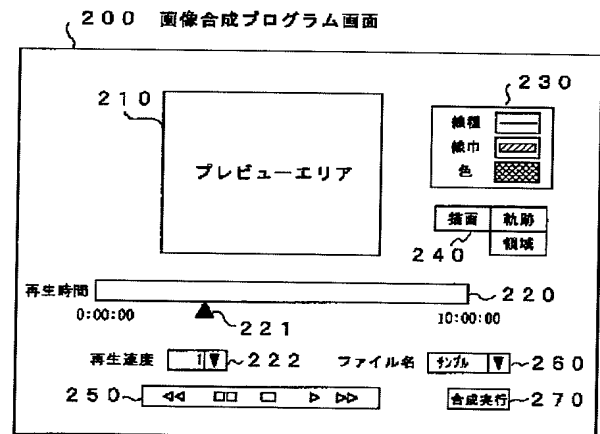 200 画像合成プログラム画面
210
230
線種
線巾
色
プレビューエリア
描画 軌跡
領域
240
再生時間
220
0:00:00
221
10:00:00
再生速度 1 222
ファイル名 サンプル 260
250
合成実行 270